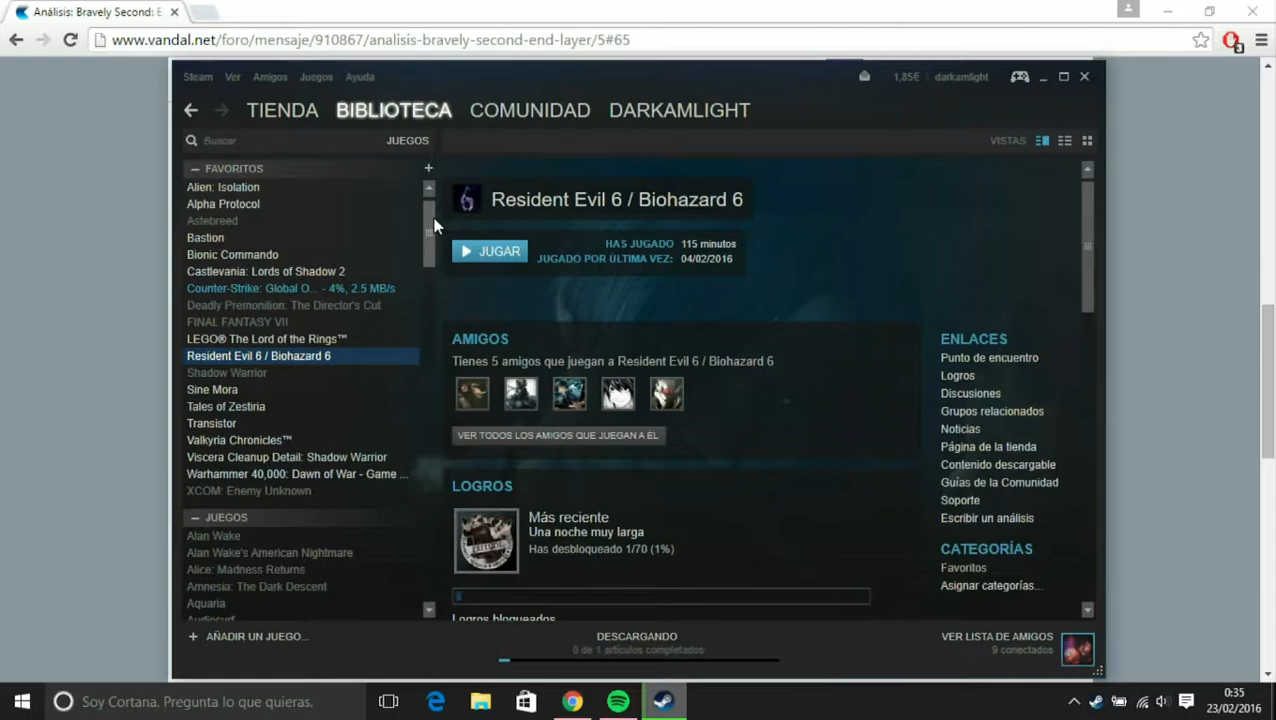 Análisis: Bravely Second: E
www.vandal.net/foro/mensaje/910867/analisis-bravely-second-end-layer/5#65
3
Steam Ver Amigos Juegos Ayuda
1,85€ darkamlight
TIENDA BIBLIOTECA COMUNIDAD DARKAMLIGHT
Buscar JUEGOS
VISTAS
FAVORITOS
Alien: Isolation
Alpha Protocol
Astebreed
Bastion
Bionic Commando
Castlevania: Lords of Shadow 2
Counter-Strike: Global O... - 4%, 2.5 MB/s
Deadly Premonition: The Director's Cut
FINAL FANTASY VII
LEGO® The Lord of the Rings™
Resident Evil 6 / Biohazard 6
Shadow Warrior
Sine Mora
Tales of Zestiria
Transistor
Valkyria Chronicles™
Viscera Cleanup Detail: Shadow Warrior
Warhammer 40,000: Dawn of War - Game ...
XCOM: Enemy Unknown
JUEGOS
Alan Wake
Alan Wake's American Nightmare
Alice: Madness Returns
Amnesia: The Dark Descent
Aquaria
Audiosurf
AÑADIR UN JUEGO...
Resident Evil 6 / Biohazard 6
JUGAR
HAS JUGADO 115 minutos
JUGADO POR ÚLTIMA VEZ: 04/02/2016
AMIGOS
Tienes 5 amigos que juegan a Resident Evil 6 / Biohazard 6
VER TODOS LOS AMIGOS QUE JUEGAN A ÉL
LOGROS
Más reciente
Una noche muy larga
Has desbloqueado 1/70 (1%)
Logros bloqueados
ENLACES
Punto de encuentro
Logros
Discusiones
Grupos relacionados
Noticias
Página de la tienda
Contenido descargable
Guías de la Comunidad
Soporte
Escribir un análisis
CATEGORÍAS
Favoritos
Asignar categorías...
DESCARGANDO
0 de 1 artículos completados
VER LISTA DE AMIGOS
9 conectados
Soy Cortana. Pregunta lo que quieras.
0:35
23/02/2016